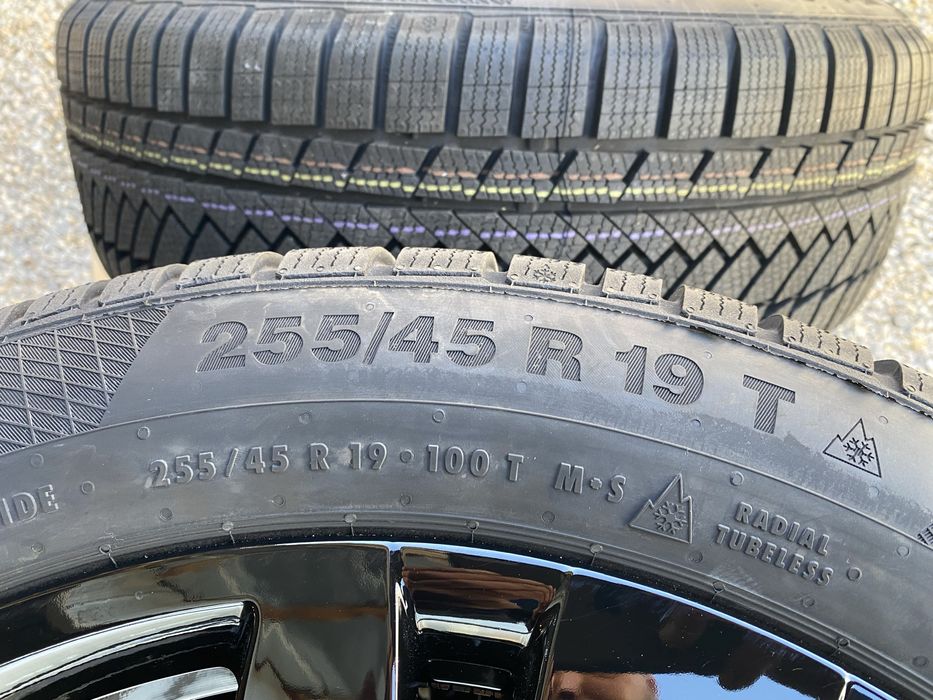 255/45 R 19 T
255/45 R 19 • 100 T M•S
RADIAL
TUBELESS
IDE